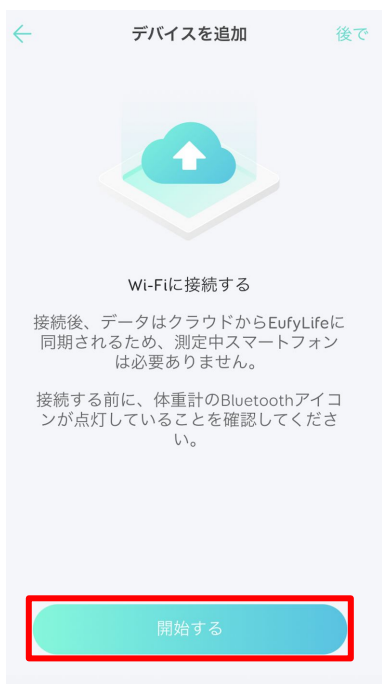 デバイスを追加 後で
Wi-Fiに接続する
接続後、データはクラウドからEufyLifeに
同期されるため、測定中スマートフォン
は必要ありません。
接続する前に、体重計のBluetoothアイコ
ンが点灯していることを確認してくださ
い。
開始する